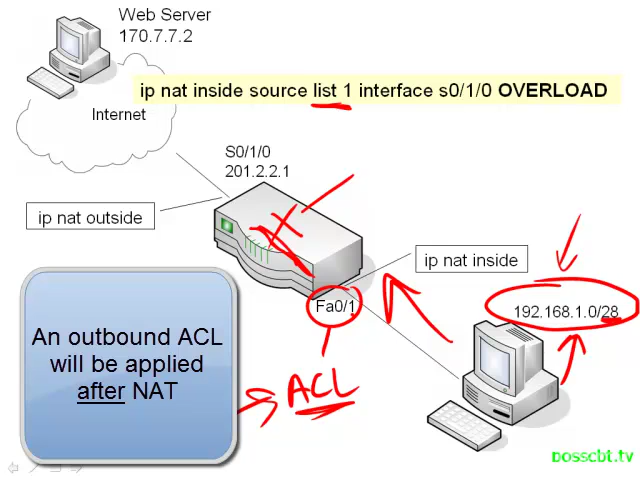 Web Server
170.7.7.2
ip nat inside source list 1 interface s0/1/0 OVERLOAD
Internet
S0/1/0
201.2.2.1
ip nat outside
ip nat inside
Fa0/1
192.168.1.0/28
An outbound ACL
will be applied
after NAT
ACL
bosscbt.tv